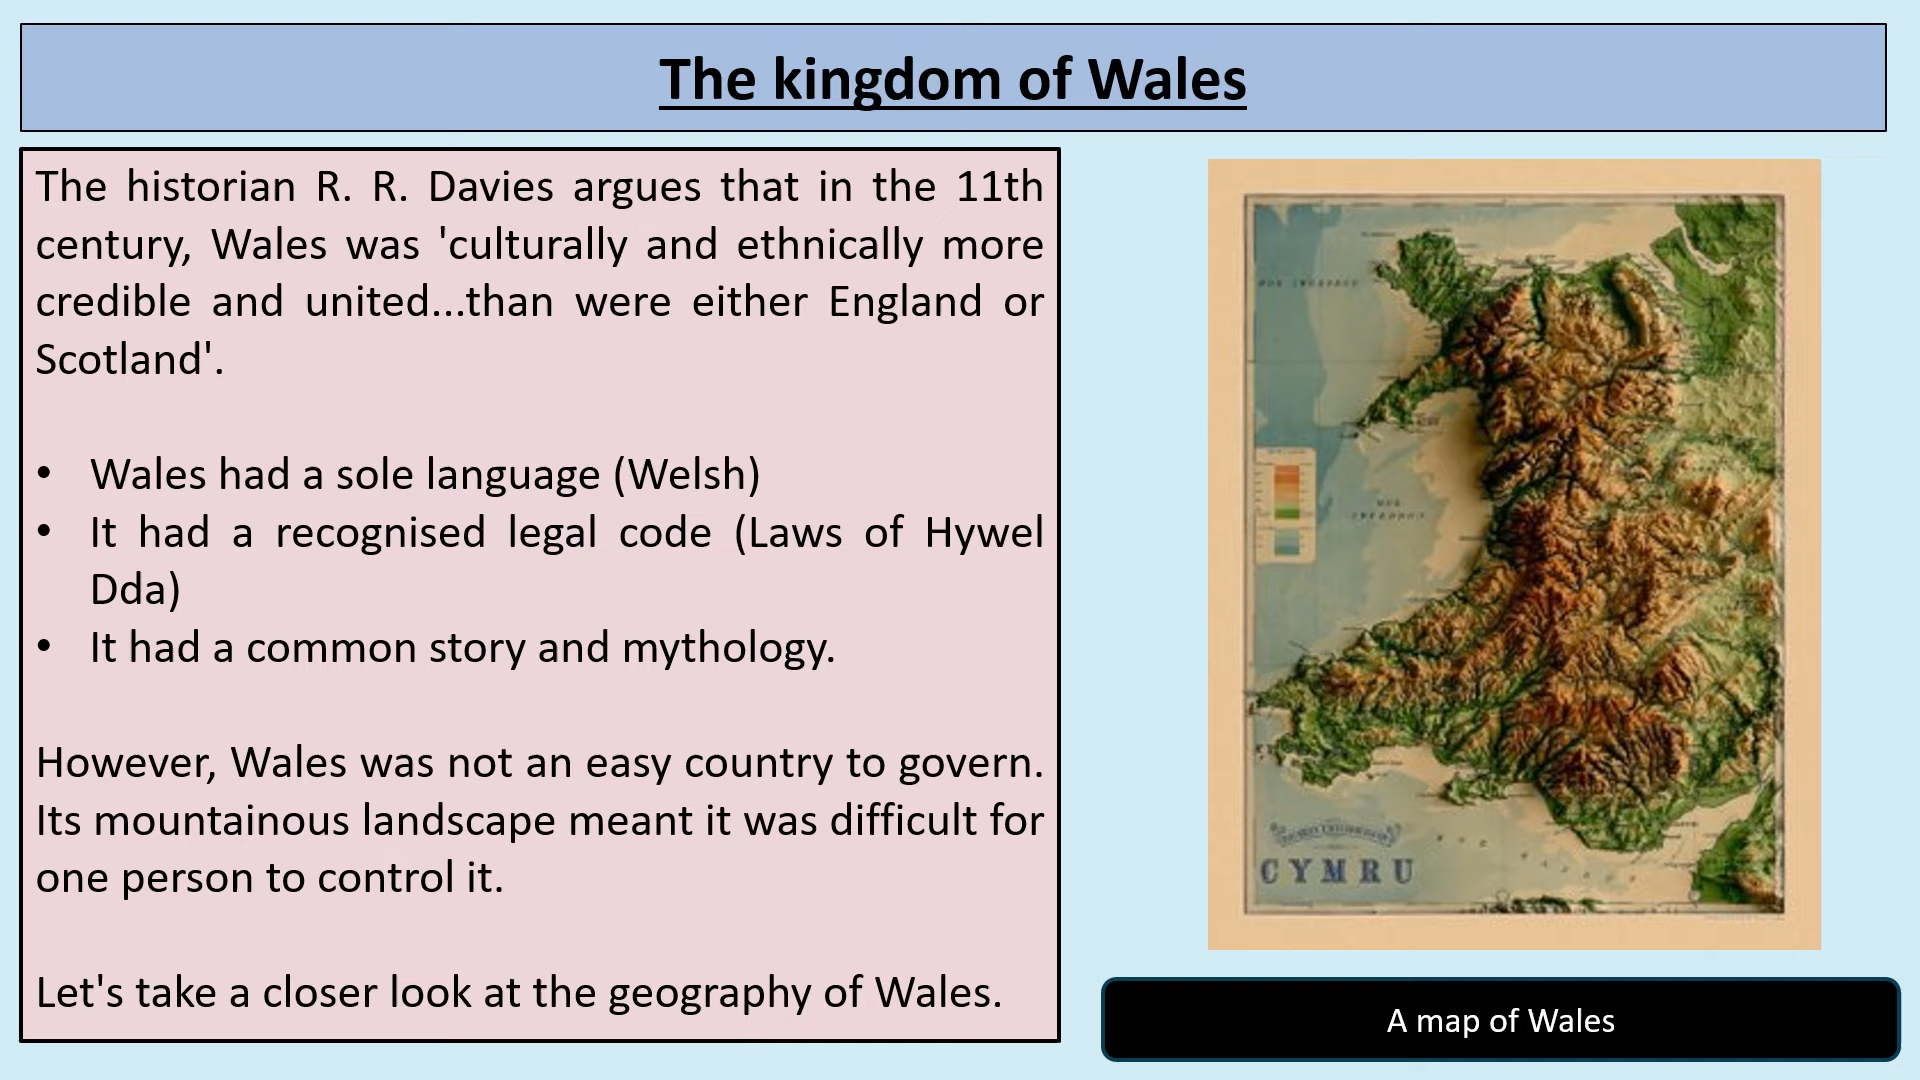 The kingdom of Wales
The historian R. R. Davies argues that in the 11th
century, Wales was 'culturally and ethnically more
credible and united...than were either England or
Scotland'.
• Wales had a sole language (Welsh)
• It had a recognised legal code (Laws of Hywel
Dda)
• It had a common story and mythology.
However, Wales was not an easy country to govern.
Its mountainous landscape meant it was difficult for
one person to control it.
Let's take a closer look at the geography of Wales.
CYMRU
A map of Wales